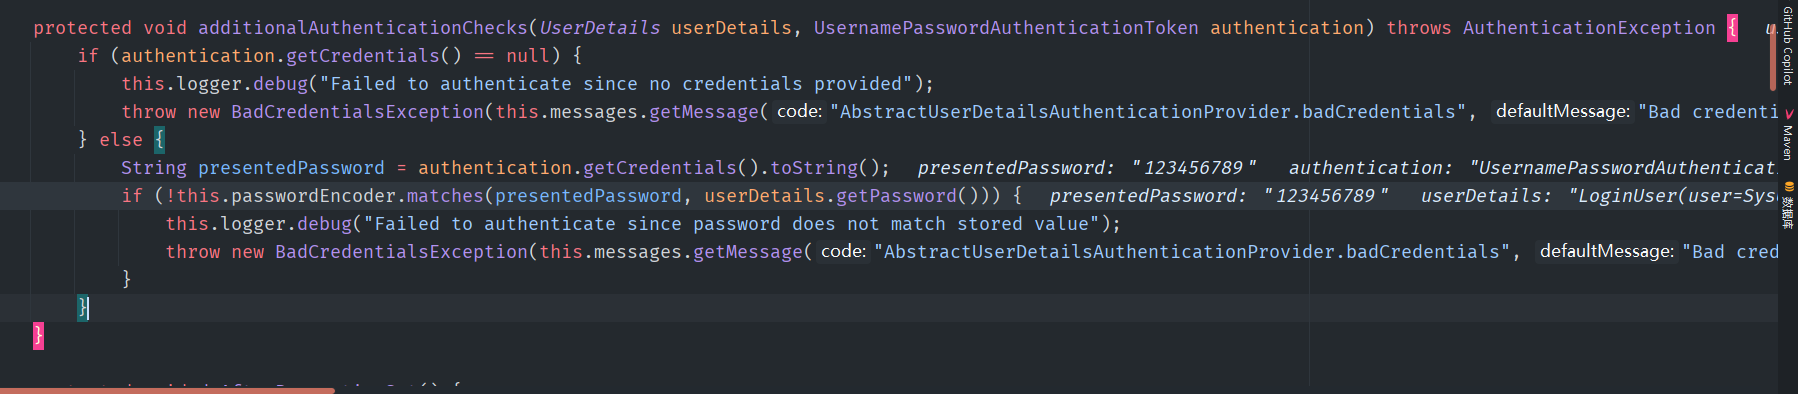 protected void additionalAuthenticationChecks(UserDetails userDetails, UsernamePasswordAuthenticationToken authentication) throws AuthenticationException {
if (authentication.getCredentials() == null) {
this.logger.debug("Failed to authenticate since no credentials provided");
throw new BadCredentialsException(this.messages.getMessage( code: "AbstractUserDetailsAuthenticationProvider.badCredentials", defaultMessage: "Bad credenti
} else {
String presentedPassword = authentication.getCredentials().toString(); presentedPassword: "123456789" authentication: "UsernamePasswordAuthenticat
if (!this.passwordEncoder.matches(presentedPassword, userDetails.getPassword())) { presentedPassword: "123456789" userDetails: "LoginUser(user=Sys
this.logger.debug("Failed to authenticate since password does not match stored value");
throw new BadCredentialsException(this.messages.getMessage( code: "AbstractUserDetailsAuthenticationProvider.badCredentials", defaultMessage: "Bad cred
}
}
}
GitHub Copilot
Maven
数据库